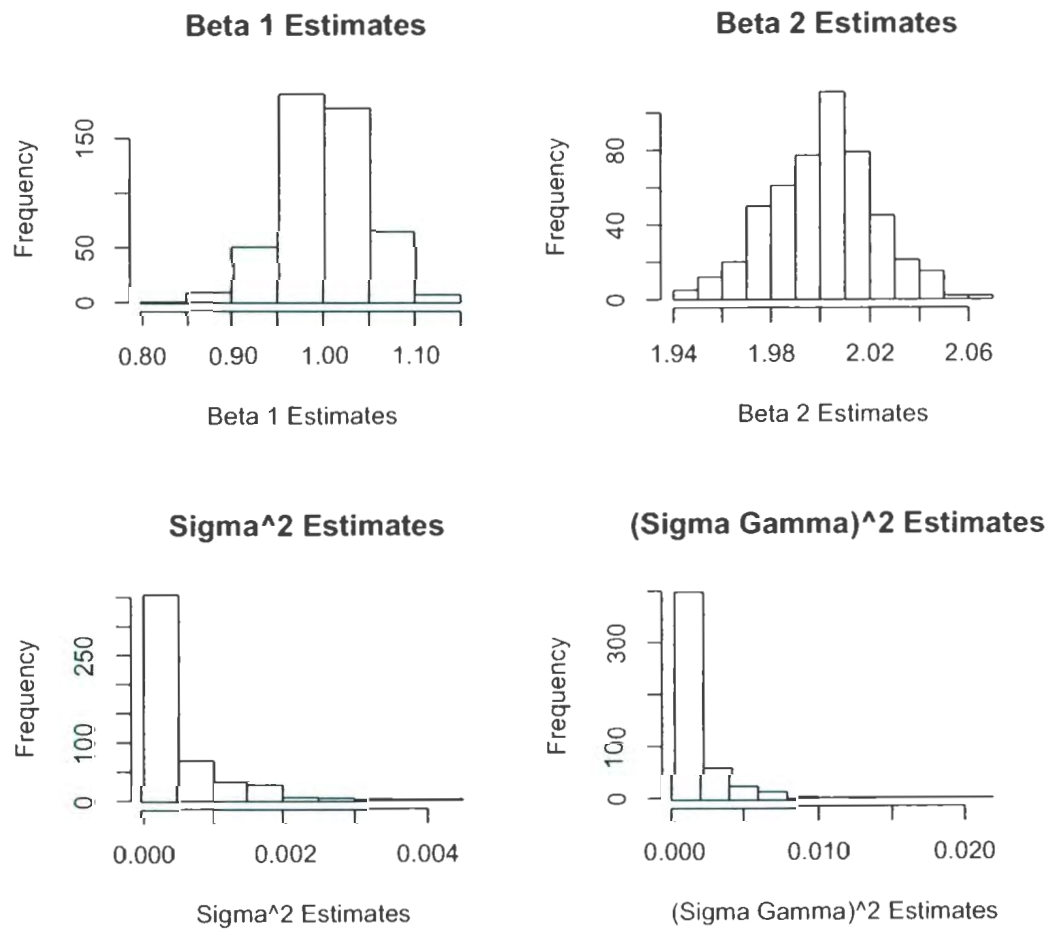 Beta 1 Estimates
Frequency
150
50
0
0.80 0.90 1.00 1.10
Beta 1 Estimates
Beta 2 Estimates
Frequency
80
40
0
1.94 1.98 2.02 2.06
Beta 2 Estimates
Sigma^2 Estimates
Frequency
250
100
0
0.000 0.002 0.004
Sigma^2 Estimates
(Sigma Gamma)^2 Estimates
Frequency
300
100
0
0.000 0.010 0.020
(Sigma Gamma)^2 Estimates